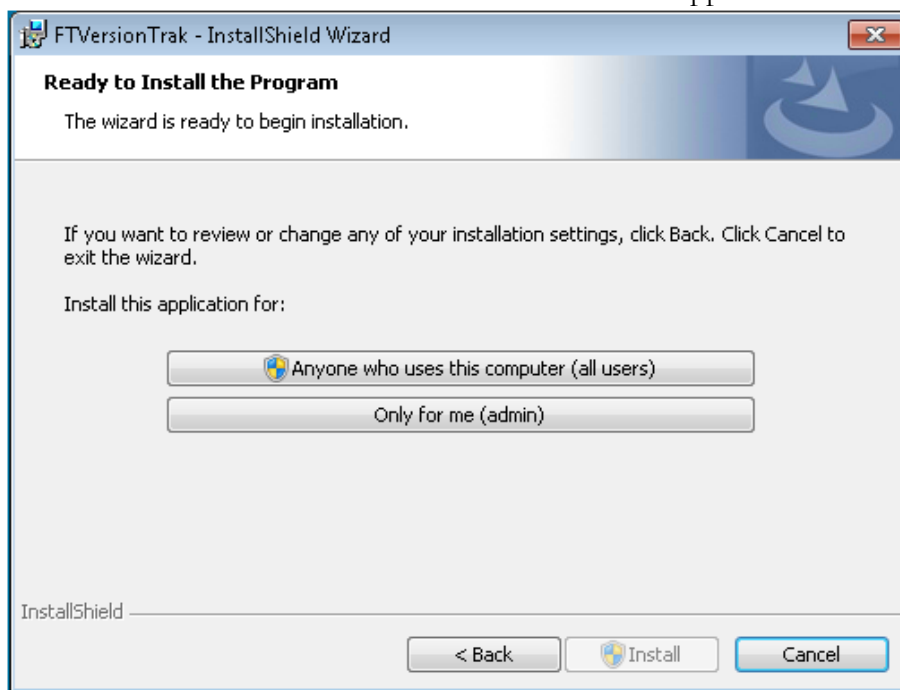 FTVersionTrak - InstallShield Wizard
Ready to Install the Program
The wizard is ready to begin installation.
If you want to review or change any of your installation settings, click Back. Click Cancel to
exit the wizard.
Install this application for:
Anyone who uses this computer (all users)
Only for me (admin)
InstallShield
< Back Install Cancel